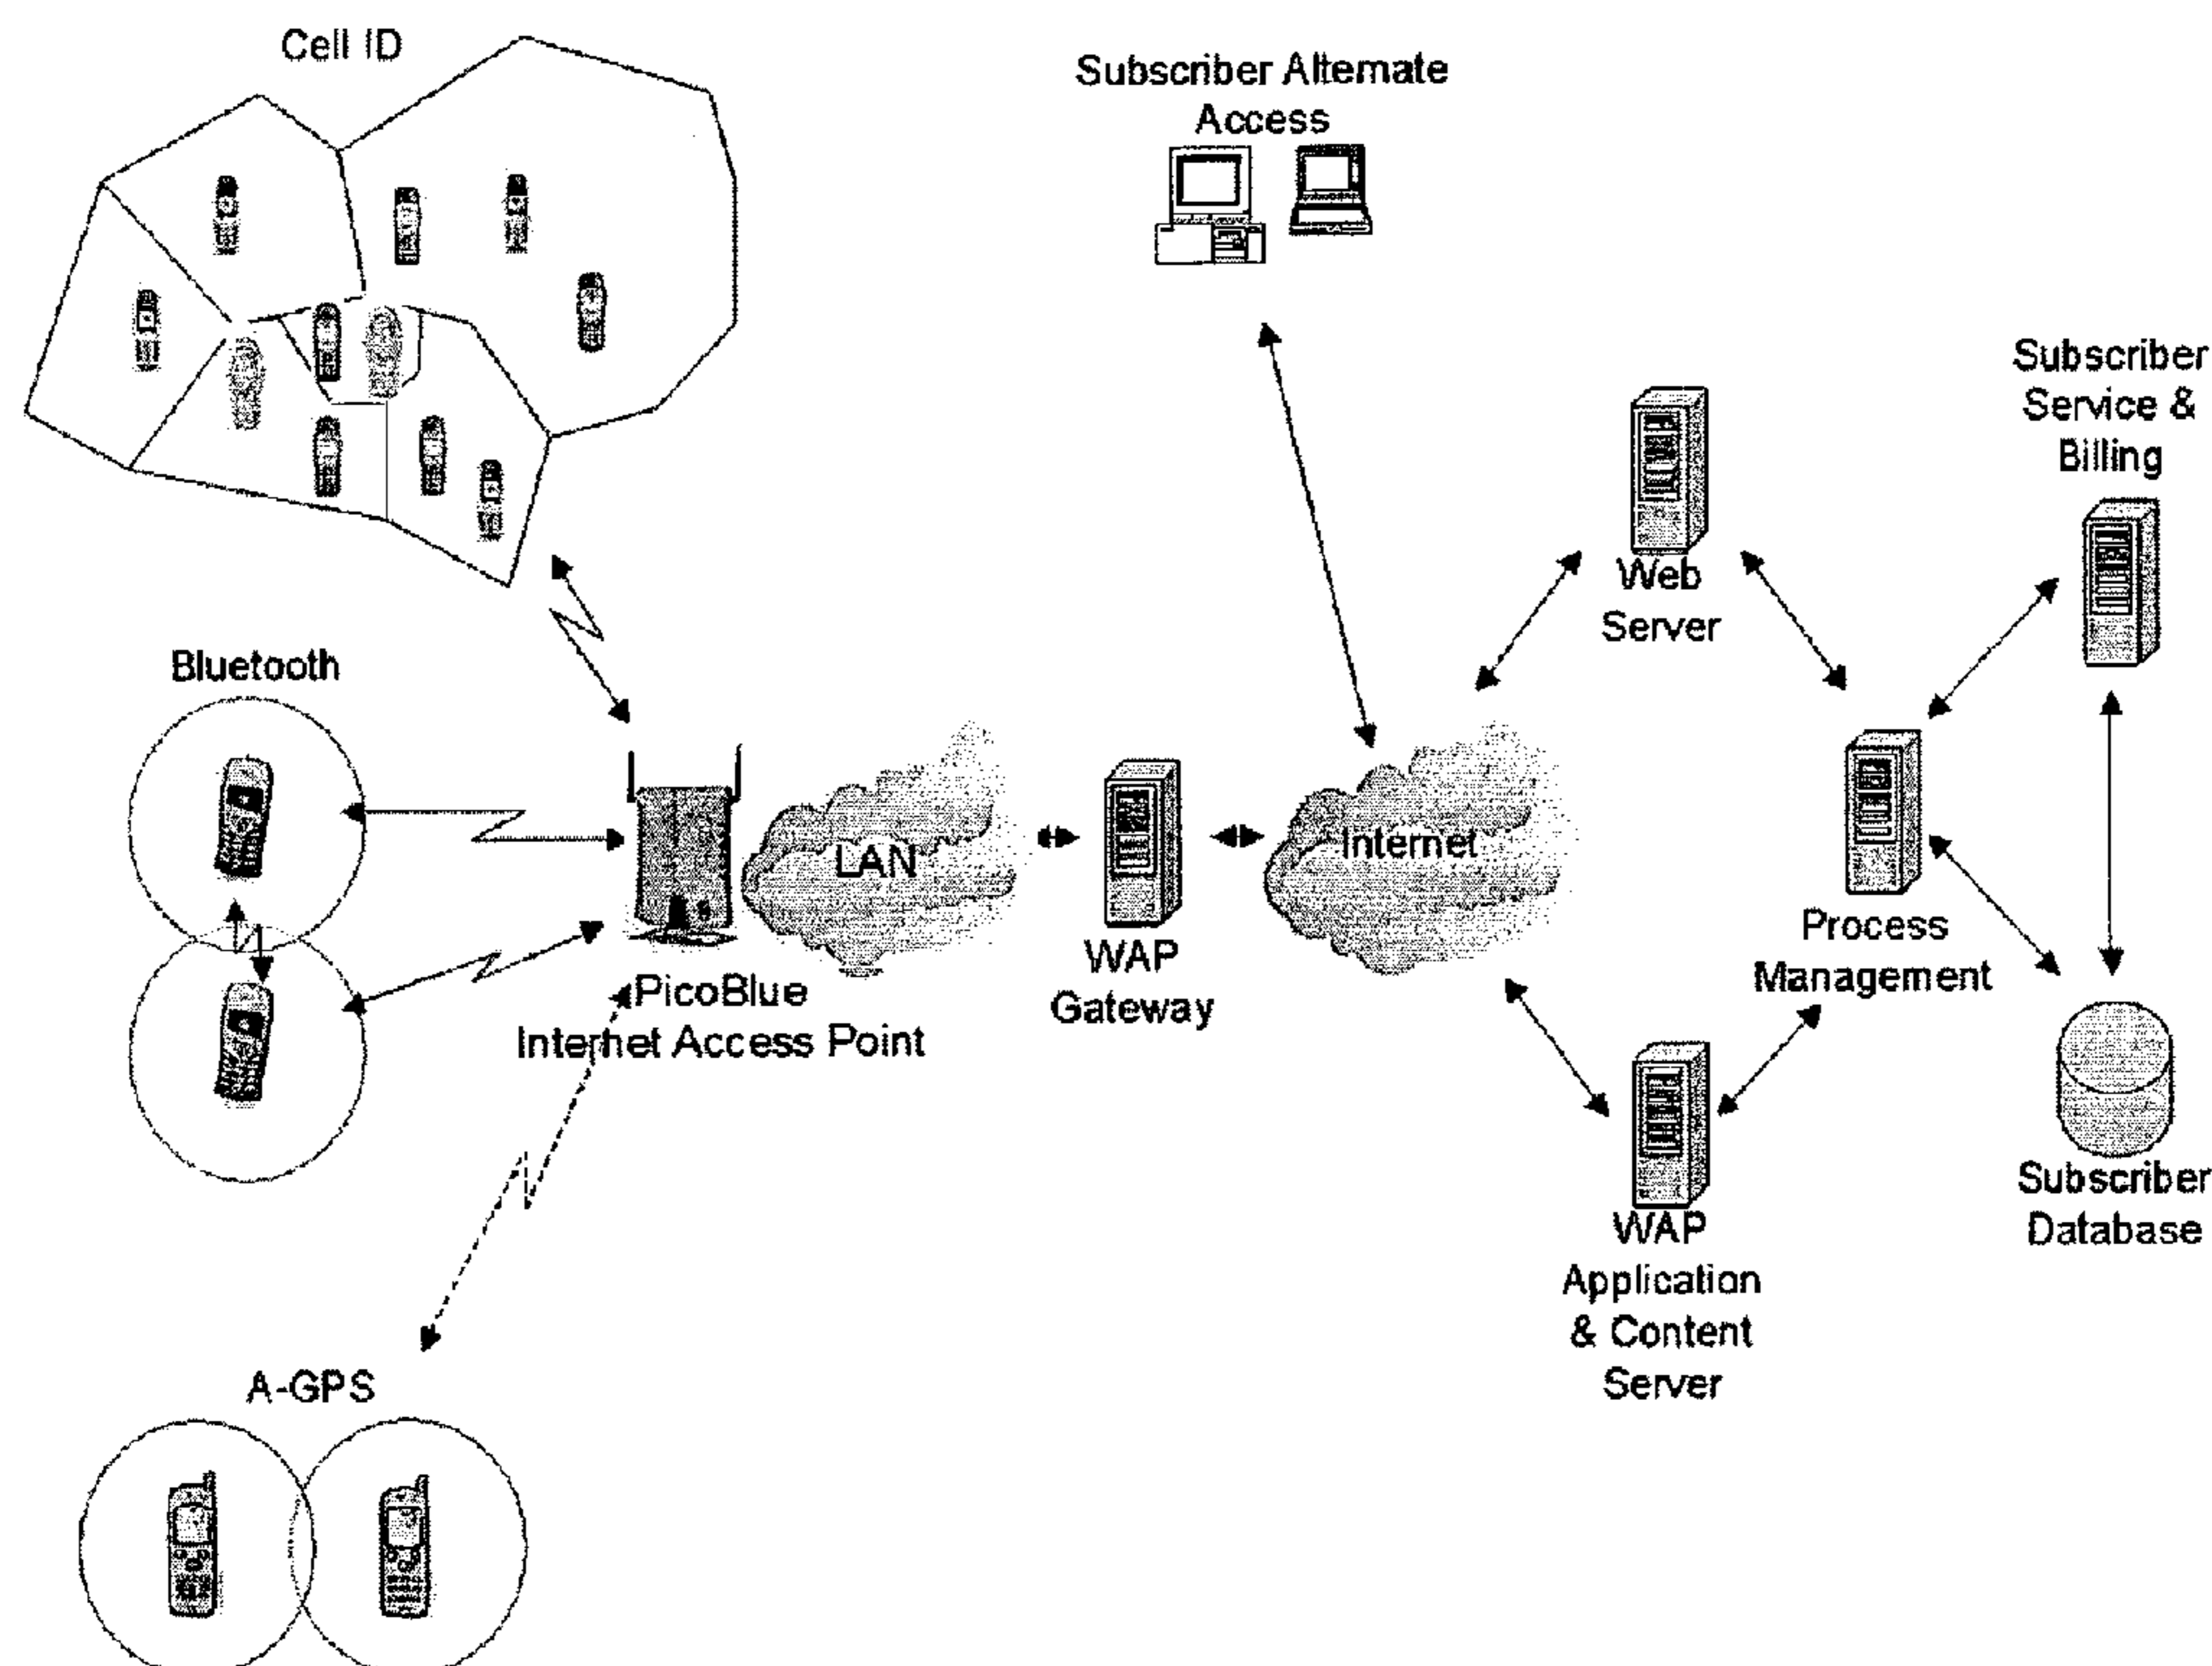 Cell ID
Subscriber Alternate
Access
Subscriber
Service &
Billing
Web
Server
Bluetooth
LAN
Internet
Process
Management
WAP
Gateway
PicoBlue
Internet Access Point
WAP
Application
& Content
Server
Subscriber
Database
A-GPS